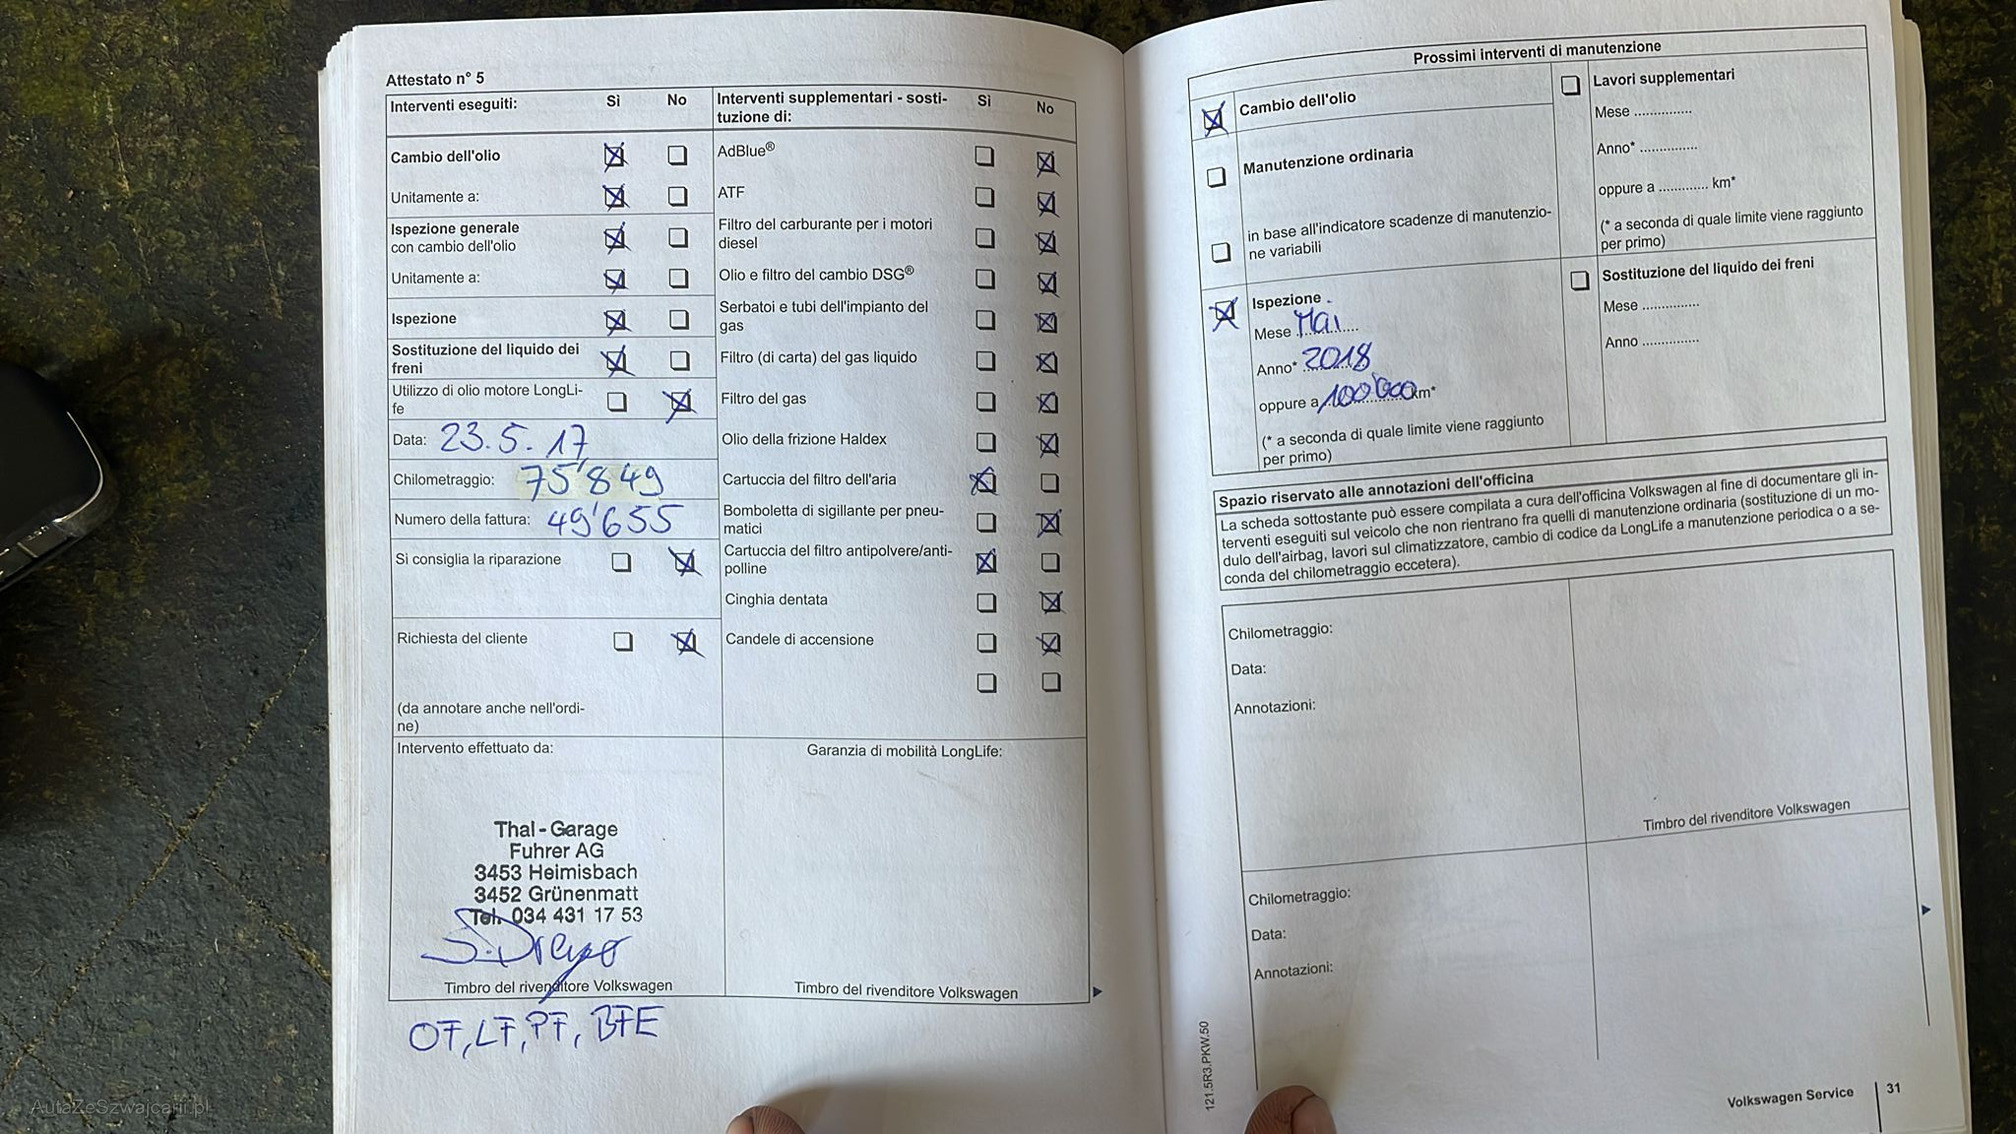 Attestato n° 5
Interventi eseguiti: Sì No
Cambio dell'olio
Unitamente a:
Ispezione generale
con cambio dell'olio
Unitamente a:
Ispezione
Sostituzione del liquido dei
freni
Utilizzo di olio motore LongLi-
fe
Data: 23.5.17
Chilometraggio: 75'849
Numero della fattura: 49'655
Si consiglia la riparazione
Richiesta del cliente
(da annotare anche nell'ordi-
ne)
Intervento effettuato da:
Thal-Garage
Fuhrer AG
3453 Heimisbach
3452 Grünenmatt
Tel. 034 431 17 53
Timbro del rivenditore Volkswagen
OF, LF, PF, BFE
Interventi supplementari - sosti- Sì No
tuzione di:
AdBlue®
ATF
Filtro del carburante per i motori
diesel
Olio e filtro del cambio DSG®
Serbatoi e tubi dell'impianto del
gas
Filtro (di carta) del gas liquido
Filtro del gas
Olio della frizione Haldex
Cartuccia del filtro dell'aria
Bomboletta di sigillante per pneu-
matici
Cartuccia del filtro antipolvere/anti-
polline
Cinghia dentata
Candele di accensione
Garanzia di mobilità LongLife:
Timbro del rivenditore Volkswagen
Prossimi interventi di manutenzione
Cambio dell'olio
Manutenzione ordinaria
in base all'indicatore scadenze di manutenzio-
ne variabili
Ispezione
Mese Mai
Anno* 2018
oppure a 100'000 km*
(* a seconda di quale limite viene raggiunto
per primo)
Lavori supplementari
Mese ...............
Anno* ...............
oppure a ............. km*
(* a seconda di quale limite viene raggiunto
per primo)
Sostituzione del liquido dei freni
Mese ...............
Anno ...............
Spazio riservato alle annotazioni dell'officina
La scheda sottostante può essere compilata a cura dell'officina Volkswagen al fine di documentare gli in-
terventi eseguiti sul veicolo che non rientrano fra quelli di manutenzione ordinaria (sostituzione di un mo-
dulo dell'airbag, lavori sul climatizzatore, cambio di codice da LongLife a manutenzione periodica o a se-
conda del chilometraggio eccetera).
Chilometraggio:
Data:
Annotazioni:
Timbro del rivenditore Volkswagen
Chilometraggio:
Data:
Annotazioni:
121.5R3.PKW.50
Volkswagen Service 31
AutaZeSzwajcarii.pl